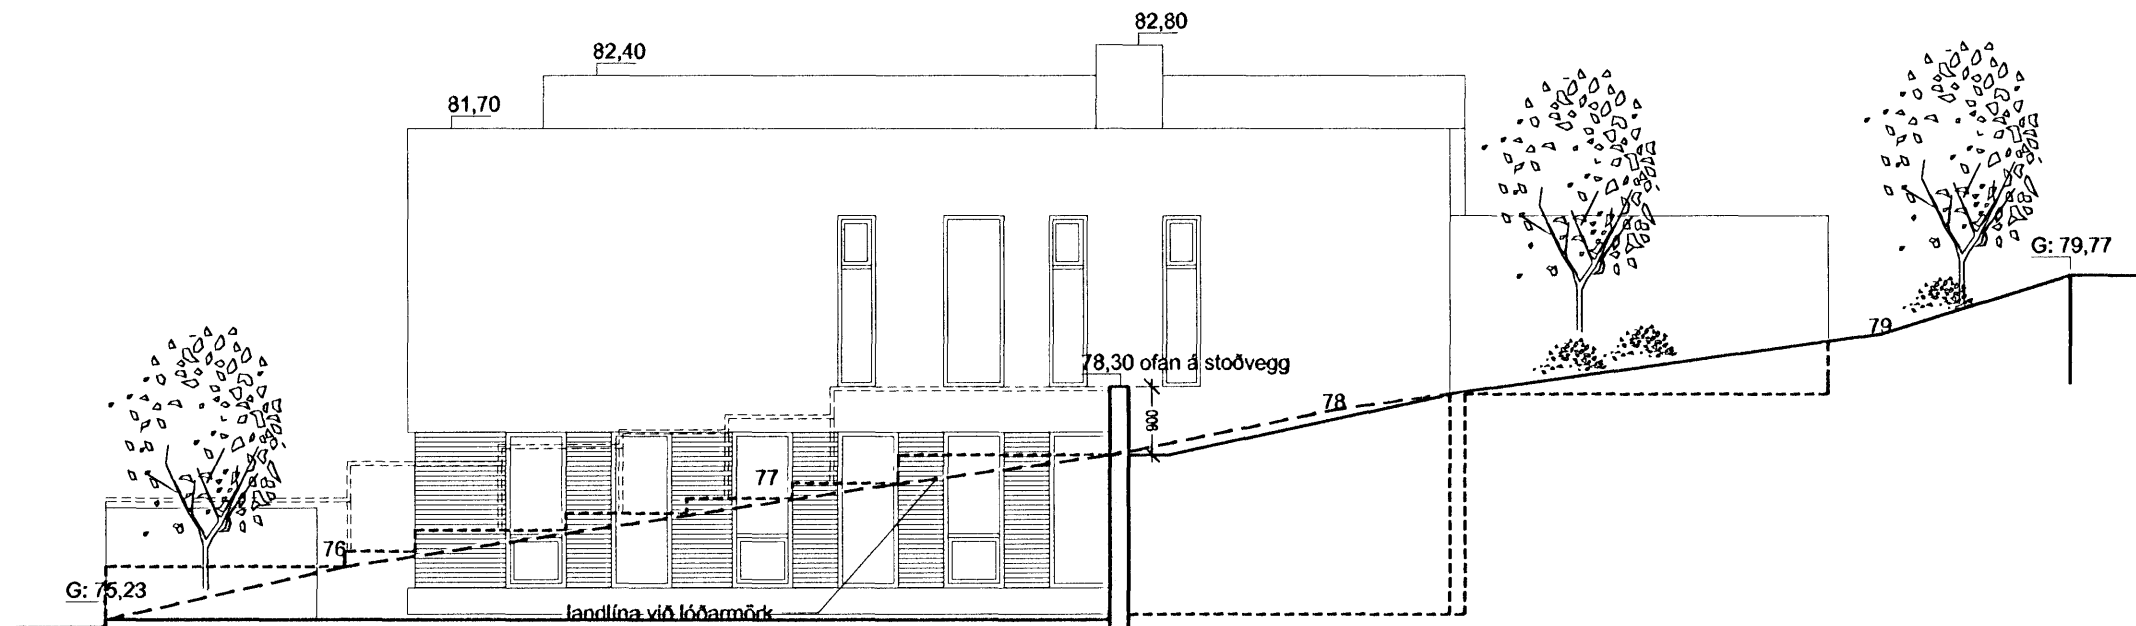 82,80
82,40
81,70
G: 79,77
79
78,30 ofan á stoðvegg
78
900
77
76
G: 75,23
landlína við lóðarmörk